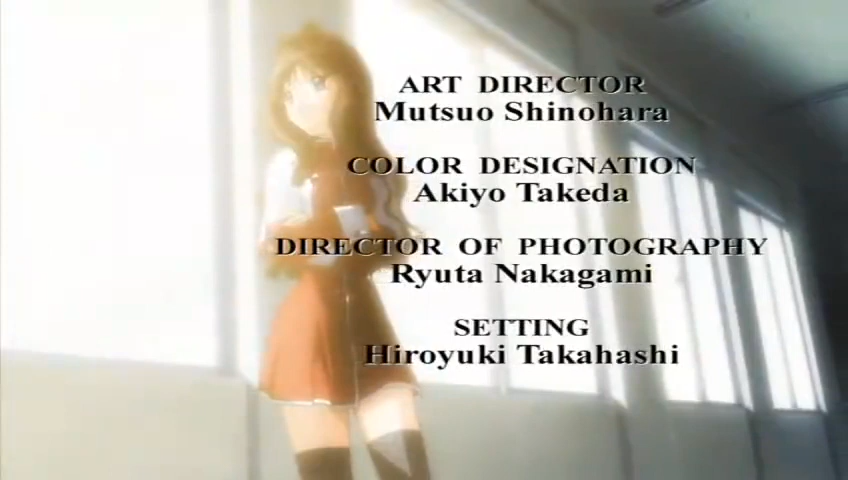 ART DIRECTOR
Mutsuo Shinohara
COLOR DESIGNATION
Akiyo Takeda
DIRECTOR OF PHOTOGRAPHY
Ryuta Nakagami
SETTING
Hiroyuki Takahashi